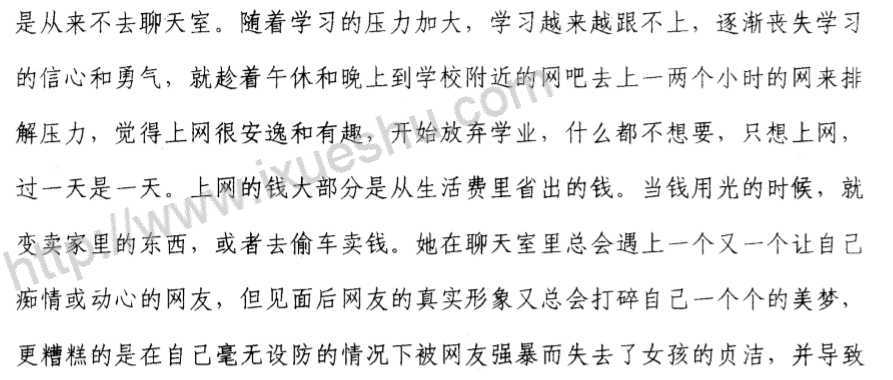 是从来不去聊天室。随着学习的压力加大，学习越来越跟不上，逐渐丧失学习
的信心和勇气，就趁着午休和晚上到学校附近的网吧去上一两个小时的网来排
解压力，觉得上网很安逸和有趣，开始放弃学业，什么都不想要，只想上网，
过一天是一天。上网的钱大部分是从生活费里省出的钱。当钱用光的时候，就
变卖家里的东西，或者去偷车卖钱。她在聊天室里总会遇上一个又一个让自己
痴情或动心的网友，但见面后网友的真实形象又总会打碎自己一个个的美梦，
更糟糕的是在自己毫无设防的情况下被网友强暴而失去了女孩的贞洁，并导致
http://www.ixueshu.com